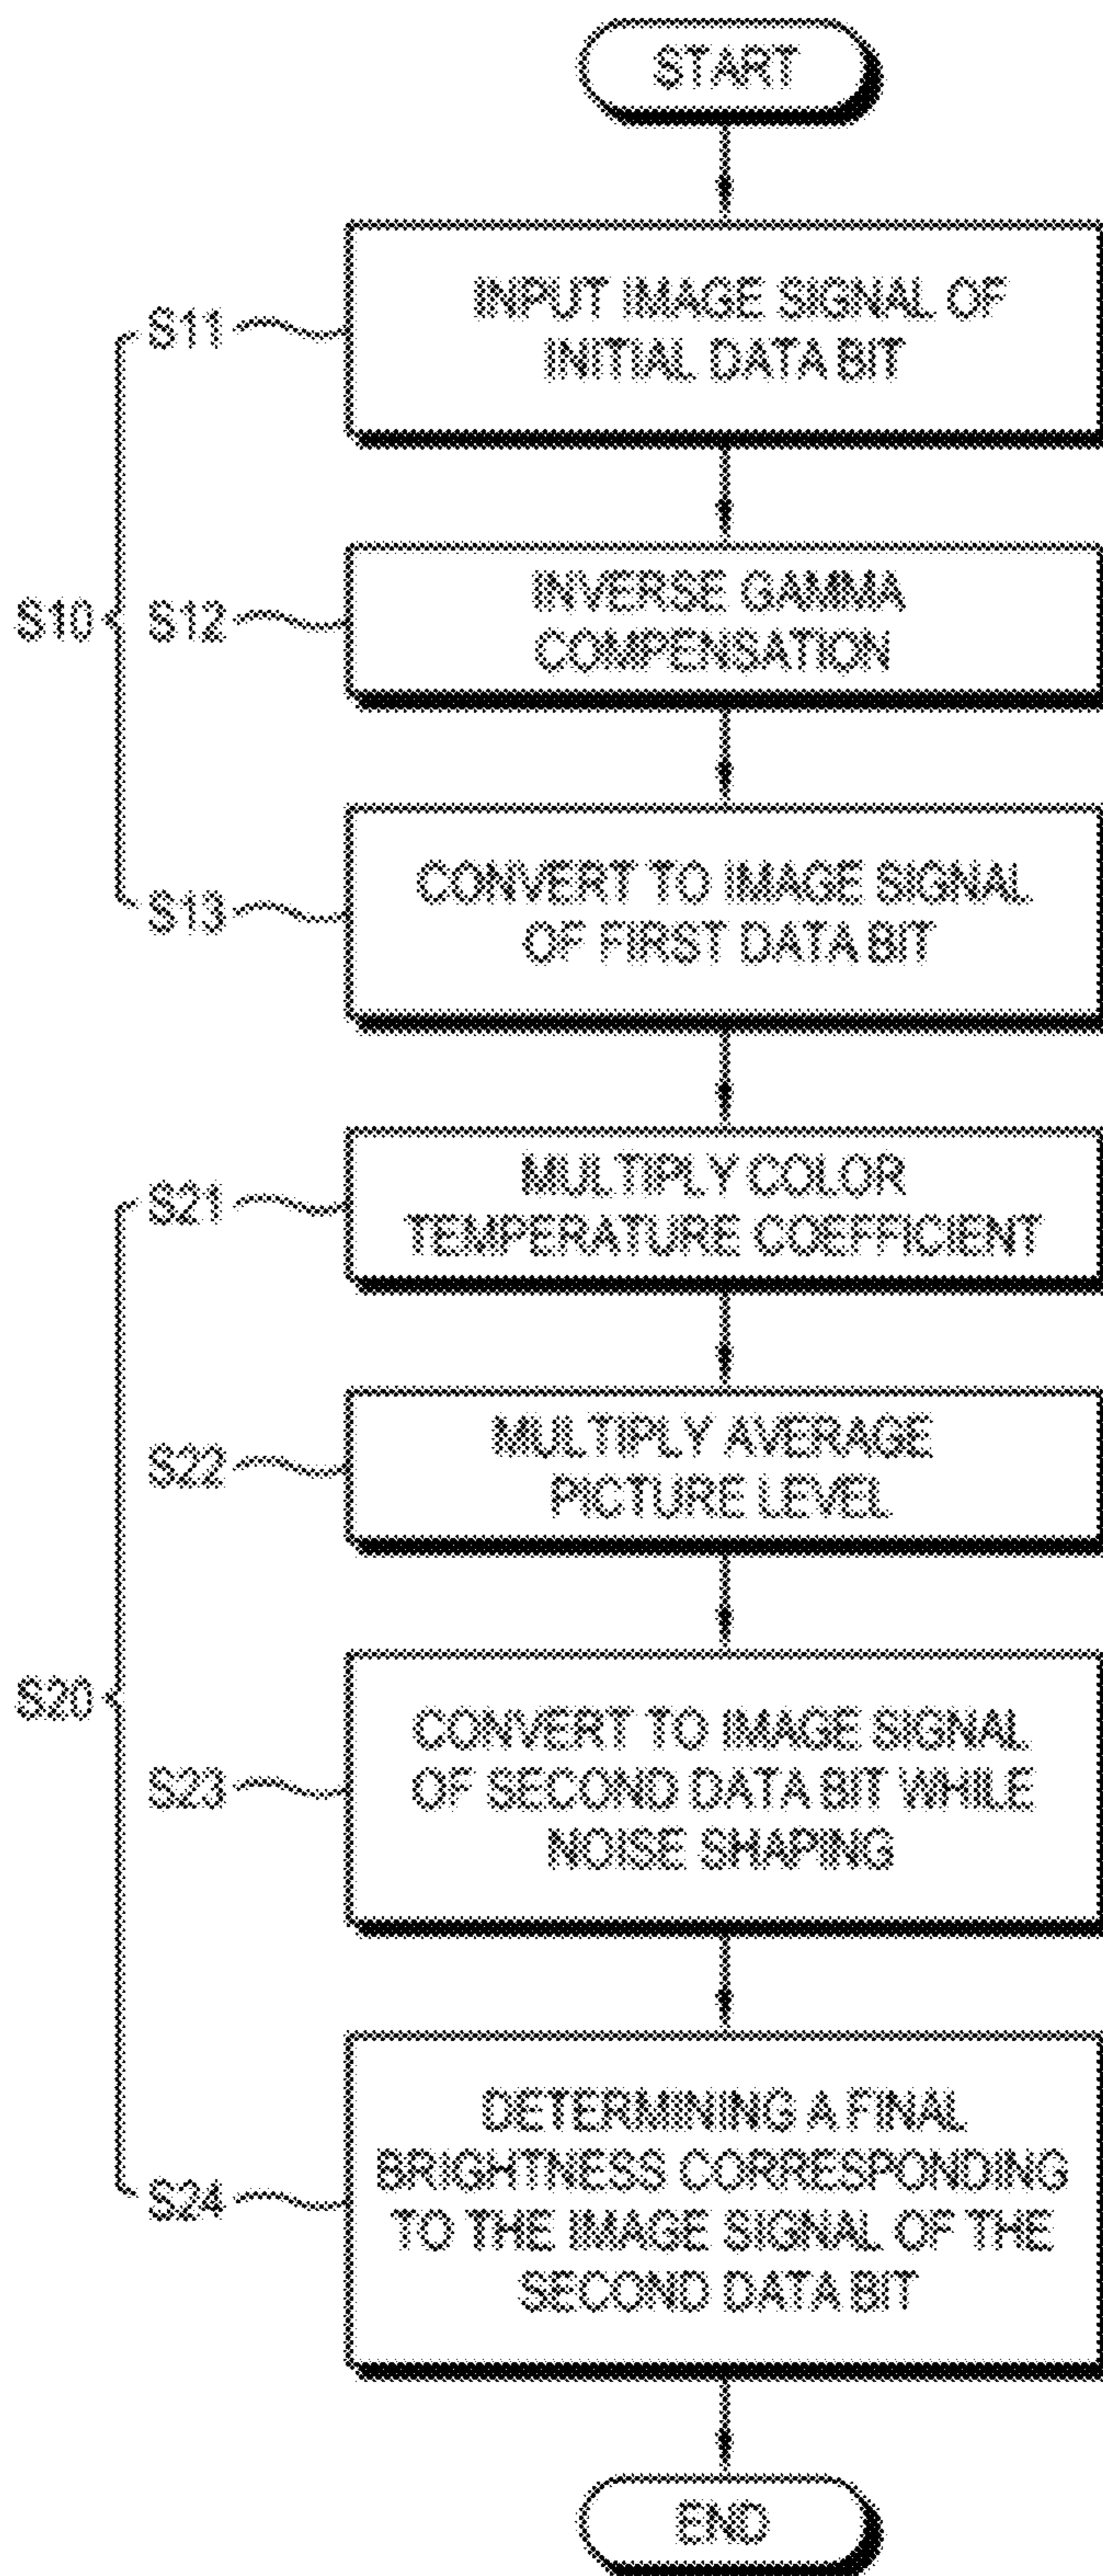 START
S11
INPUT IMAGE SIGNAL OF
INITIAL DATA BIT
S10
S12
INVERSE GAMMA
COMPENSATION
S13
CONVERT TO IMAGE SIGNAL
OF FIRST DATA BIT
S21
MULTIPLY COLOR
TEMPERATURE COEFFICIENT
S22
MULTIPLY AVERAGE
PICTURE LEVEL
S20
S23
CONVERT TO IMAGE SIGNAL
OF SECOND DATA BIT WHILE
NOISE SHAPING
S24
DETERMINING A FINAL
BRIGHTNESS CORRESPONDING
TO THE IMAGE SIGNAL OF THE
SECOND DATA BIT
END